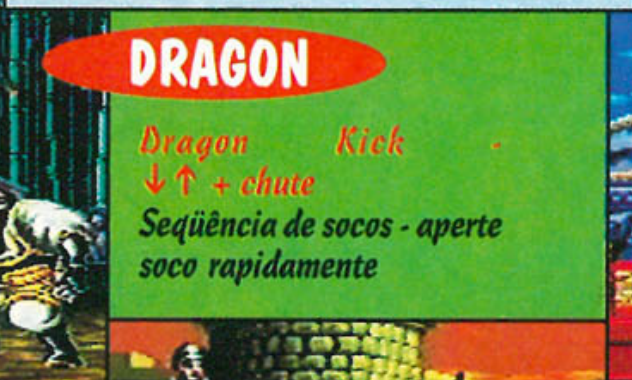 DRAGON
Dragon Kick -
↓↑ + chute
Seqüência de socos - aperte
soco rapidamente